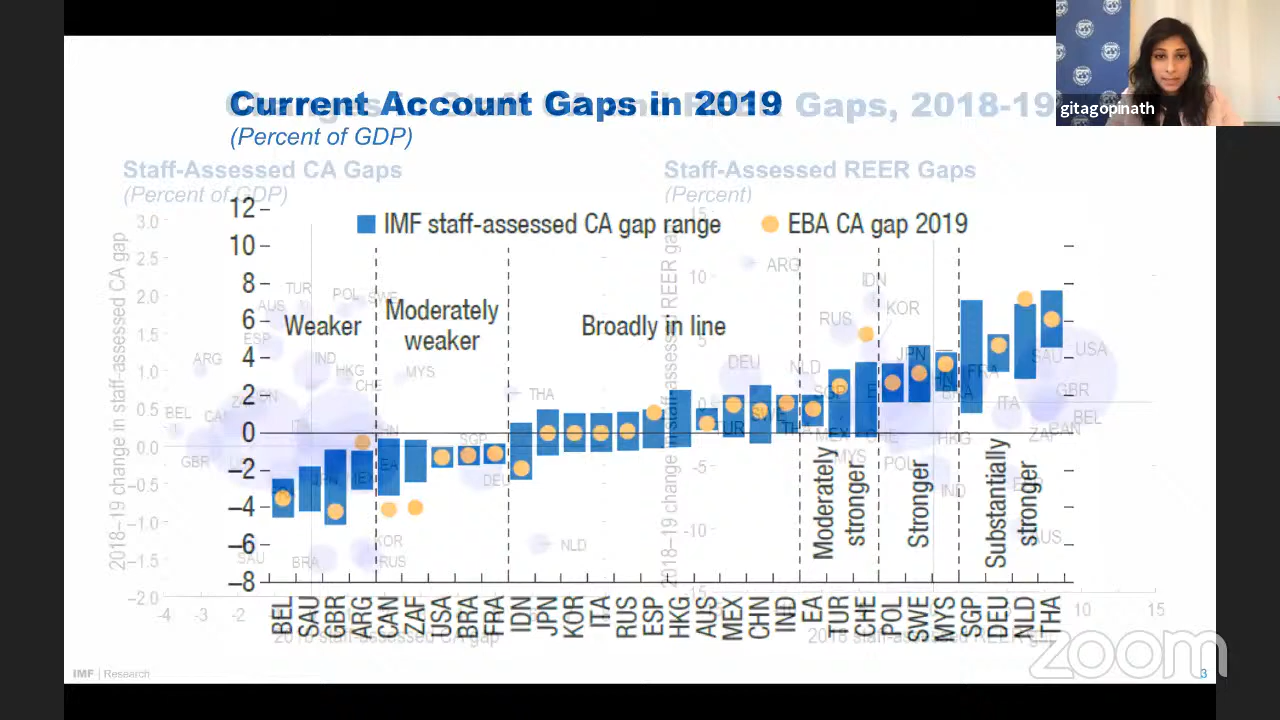 Current Account Gaps in 2019
(Percent of GDP)
Gaps, 2018-19
gitagopinath
Staff-Assessed CA Gaps
(Percent of GDP)
Staff-Assessed REER Gaps
(Percent)
IMF staff-assessed CA gap range
EBA CA gap 2019
12
10
8
6
4
2
0
−2
−4
−6
−8
Weaker
Moderately
weaker
Broadly in line
Moderately
stronger
Stronger
Substantially
stronger
BEL SAU GBR ARG CAN ZAF USA BRA FRA IDN JPN KOR ITA RUS ESP HKG AUS MEX CHN IND EA TUR CHE POL SWE MYS SGP DEU NLD THA
2018–19 change in staff-assessed CA gap
3.0
2.5
2.0
1.5
1.0
0.5
0.0
−0.5
−1.0
−1.5
−2.0
-4 -3 -2
TUR
AUS
POL
SWE
ESP
IND
ARG
HKG
CHE
MYS
BEL
THA
GBR
SGP
DEU
KOR
NLD
SAU
BRA
RUS
2018–19 change in staff-assessed REER gap
15
10
5
-5
-10
ARG
IDN
KOR
RUS
JPN
DEU
NLD
USA
SAU
FRA
GBR
ITA
BEL
HKG
MEX
MYS
POL
IND
10 15
IMF | Research
zoom
3